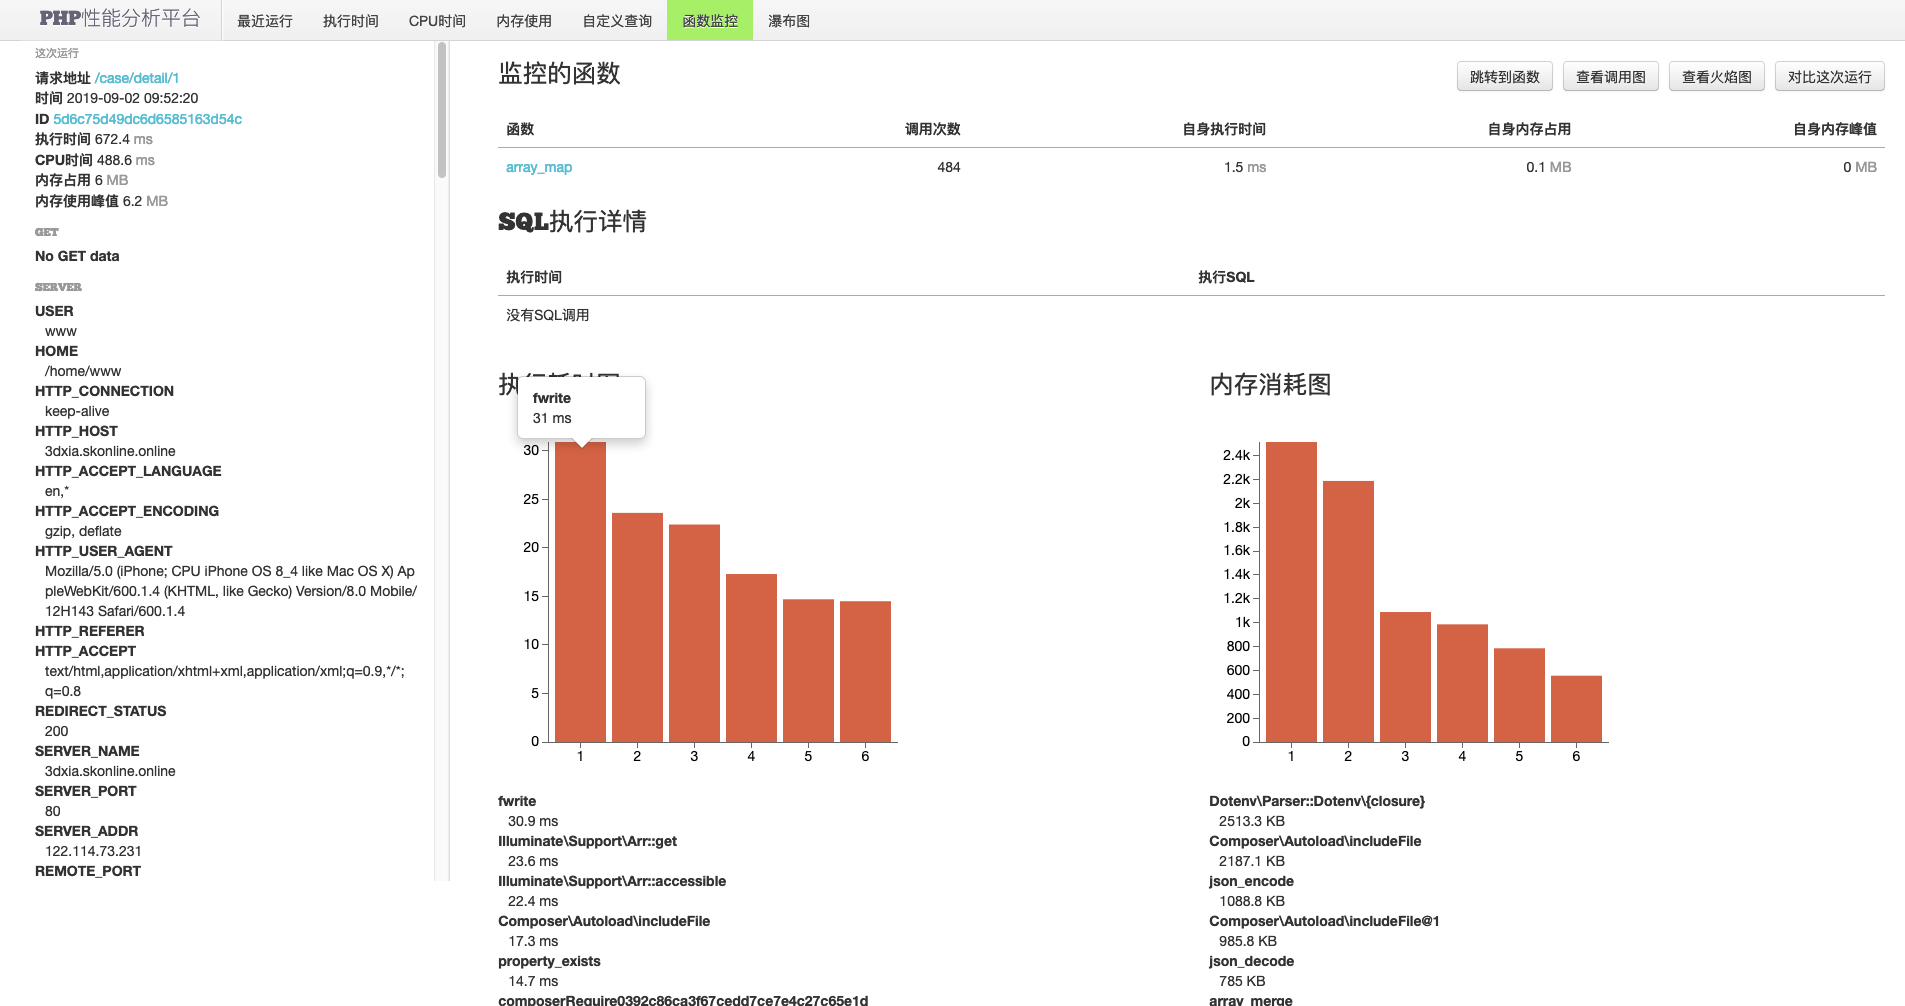 PHP性能分析平台
最近运行 执行时间 CPU时间 内存使用 自定义查询 函数监控 瀑布图
这次运行
请求地址 /case/detail/1
时间 2019-09-02 09:52:20
ID 5d6c75d49dc6d6585163d54c
执行时间 672.4 ms
CPU时间 488.6 ms
内存占用 6 MB
内存使用峰值 6.2 MB
GET
No GET data
SERVER
USER
www
HOME
/home/www
HTTP_CONNECTION
keep-alive
HTTP_HOST
3dxia.skonline.online
HTTP_ACCEPT_LANGUAGE
en,*
HTTP_ACCEPT_ENCODING
gzip, deflate
HTTP_USER_AGENT
Mozilla/5.0 (iPhone; CPU iPhone OS 8_4 like Mac OS X) Ap
pleWebKit/600.1.4 (KHTML, like Gecko) Version/8.0 Mobile/
12H143 Safari/600.1.4
HTTP_REFERER
HTTP_ACCEPT
text/html,application/xhtml+xml,application/xml;q=0.9,*/*;
q=0.8
REDIRECT_STATUS
200
SERVER_NAME
3dxia.skonline.online
SERVER_PORT
80
SERVER_ADDR
122.114.73.231
REMOTE_PORT
监控的函数
跳转到函数 查看调用图 查看火焰图 对比这次运行
函数 调用次数 自身执行时间 自身内存占用 自身内存峰值
array_map 484 1.5 ms 0.1 MB 0 MB
SQL执行详情
执行时间 执行SQL
没有SQL调用
fwrite
31 ms
30
25
20
15
10
5
0
1 2 3 4 5 6
fwrite
30.9 ms
Illuminate\Support\Arr::get
23.6 ms
Illuminate\Support\Arr::accessible
22.4 ms
Composer\Autoload\includeFile
17.3 ms
property_exists
14.7 ms
composerRequire0392c86ca3f67cedd7ce7e4c27c65e1d
内存消耗图
2.4k
2.2k
2k
1.8k
1.6k
1.4k
1.2k
1k
800
600
400
200
0
1 2 3 4 5 6
Dotenv\Parser::Dotenv\{closure}
2513.3 KB
Composer\Autoload\includeFile
2187.1 KB
json_encode
1088.8 KB
Composer\Autoload\includeFile@1
985.8 KB
json_decode
785 KB
array_merge